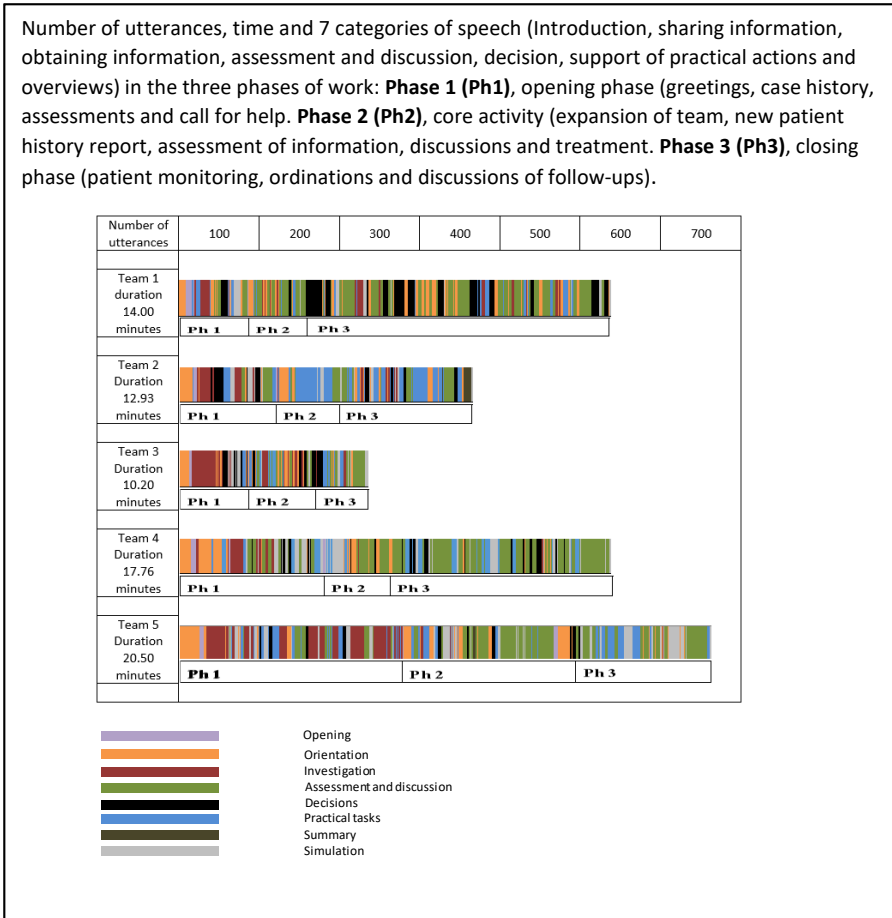 Number of utterances, time and 7 categories of speech (Introduction, sharing information,
obtaining information, assessment and discussion, decision, support of practical actions and
overviews) in the three phases of work: Phase 1 (Ph1), opening phase (greetings, case history,
assessments and call for help. Phase 2 (Ph2), core activity (expansion of team, new patient
history report, assessment of information, discussions and treatment. Phase 3 (Ph3), closing
phase (patient monitoring, ordinations and discussions of follow-ups).
Number of
utterances
100 200 300 400 500 600 700
Team 1
duration
14.00
minutes
Ph 1 Ph 2 Ph 3
Team 2
Duration
12.93
minutes
Ph 1 Ph 2 Ph 3
Team 3
Duration
10.20
minutes
Ph 1 Ph 2 Ph 3
Team 4
Duration
17.76
minutes
Ph 1 Ph 2 Ph 3
Team 5
Duration
20.50
minutes
Ph 1 Ph 2 Ph 3
Opening
Orientation
Investigation
Assessment and discussion
Decisions
Practical tasks
Summary
Simulation